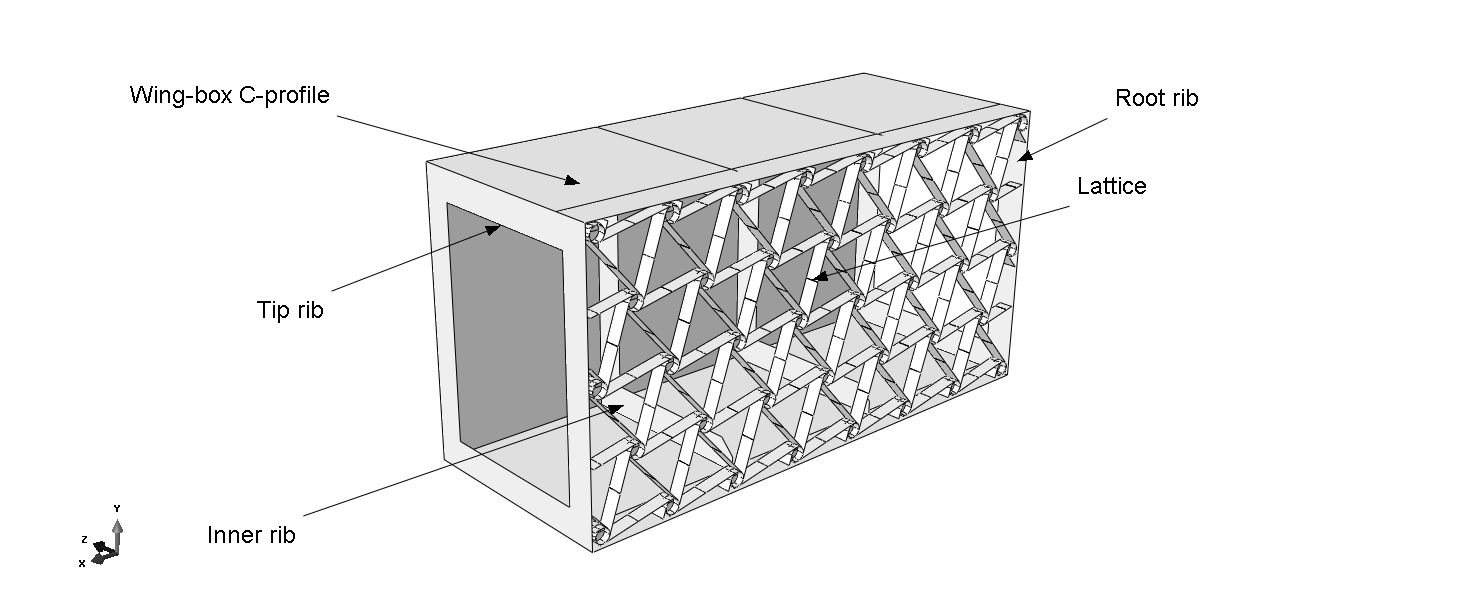 Wing-box C-profile
Root rib
Lattice
Tip rib
Inner rib
Y
Z
X